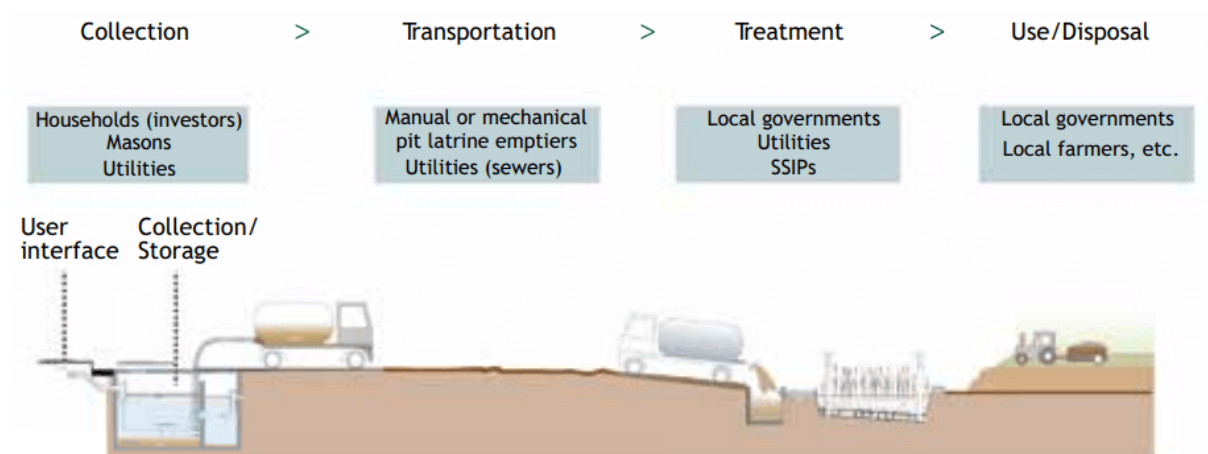 Collection > Transportation > Treatment > Use/Disposal
Households (investors)
Masons
Utilities
Manual or mechanical
pit latrine emptiers
Utilities (sewers)
Local governments
Utilities
SSIPs
Local governments
Local farmers, etc.
User
interface
Collection/
Storage